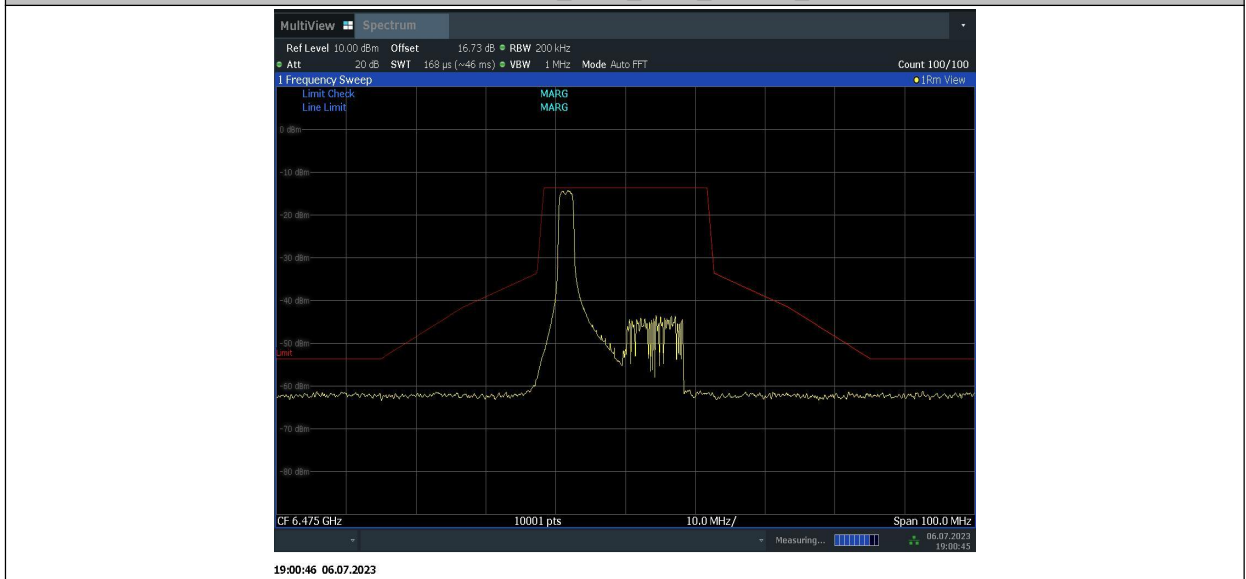 MultiView Spectrum
Ref Level 10.00 dBm Offset 16.73 dB RBW 200 kHz
Att 20 dB SWT 168 µs (~46 ms) VBW 1 MHz Mode Auto FFT Count 100/100
1 Frequency Sweep 1Rm View
Limit Check MARG
Line Limit MARG
0 dBm
-10 dBm
-20 dBm
-30 dBm
-40 dBm
-50 dBm
-60 dBm
-70 dBm
-80 dBm
CF 6.475 GHz 10001 pts 10.0 MHz/ Span 100.0 MHz
Measuring... 06.07.2023
19:00:45
19:00:46 06.07.2023